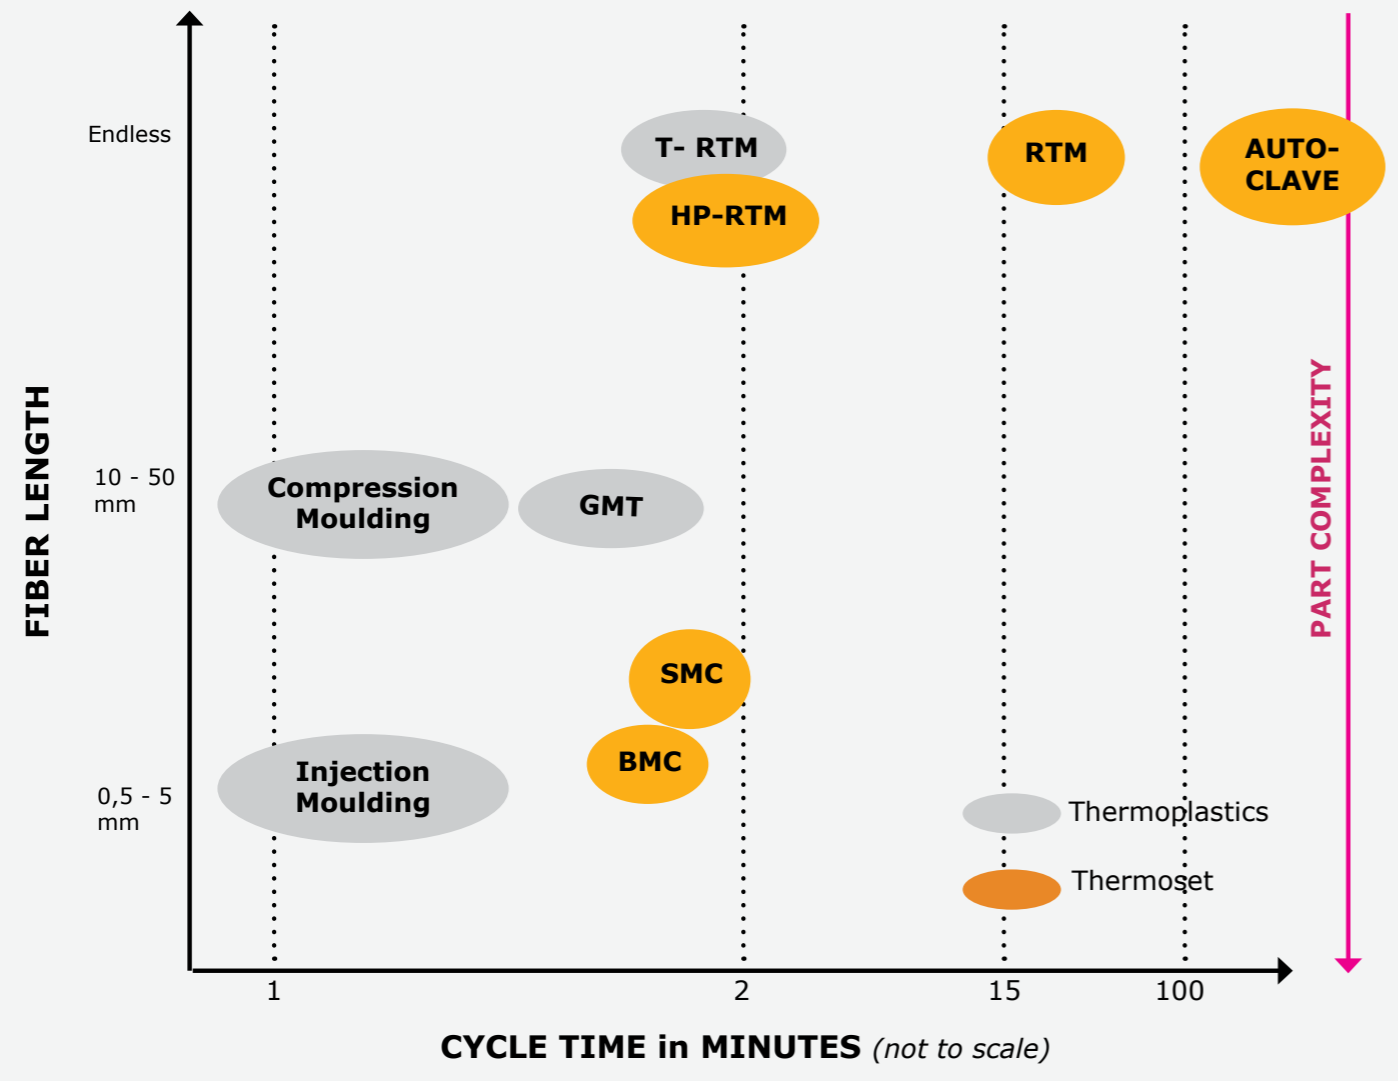 Endless
T- RTM
HP-RTM
RTM
AUTO-
CLAVE
FIBER LENGTH
10 - 50
mm
Compression
Moulding
GMT
PART COMPLEXITY
SMC
BMC
0,5 - 5
mm
Injection
Moulding
Thermoplastics
Thermoset
1
2
15
100
CYCLE TIME in MINUTES (not to scale)